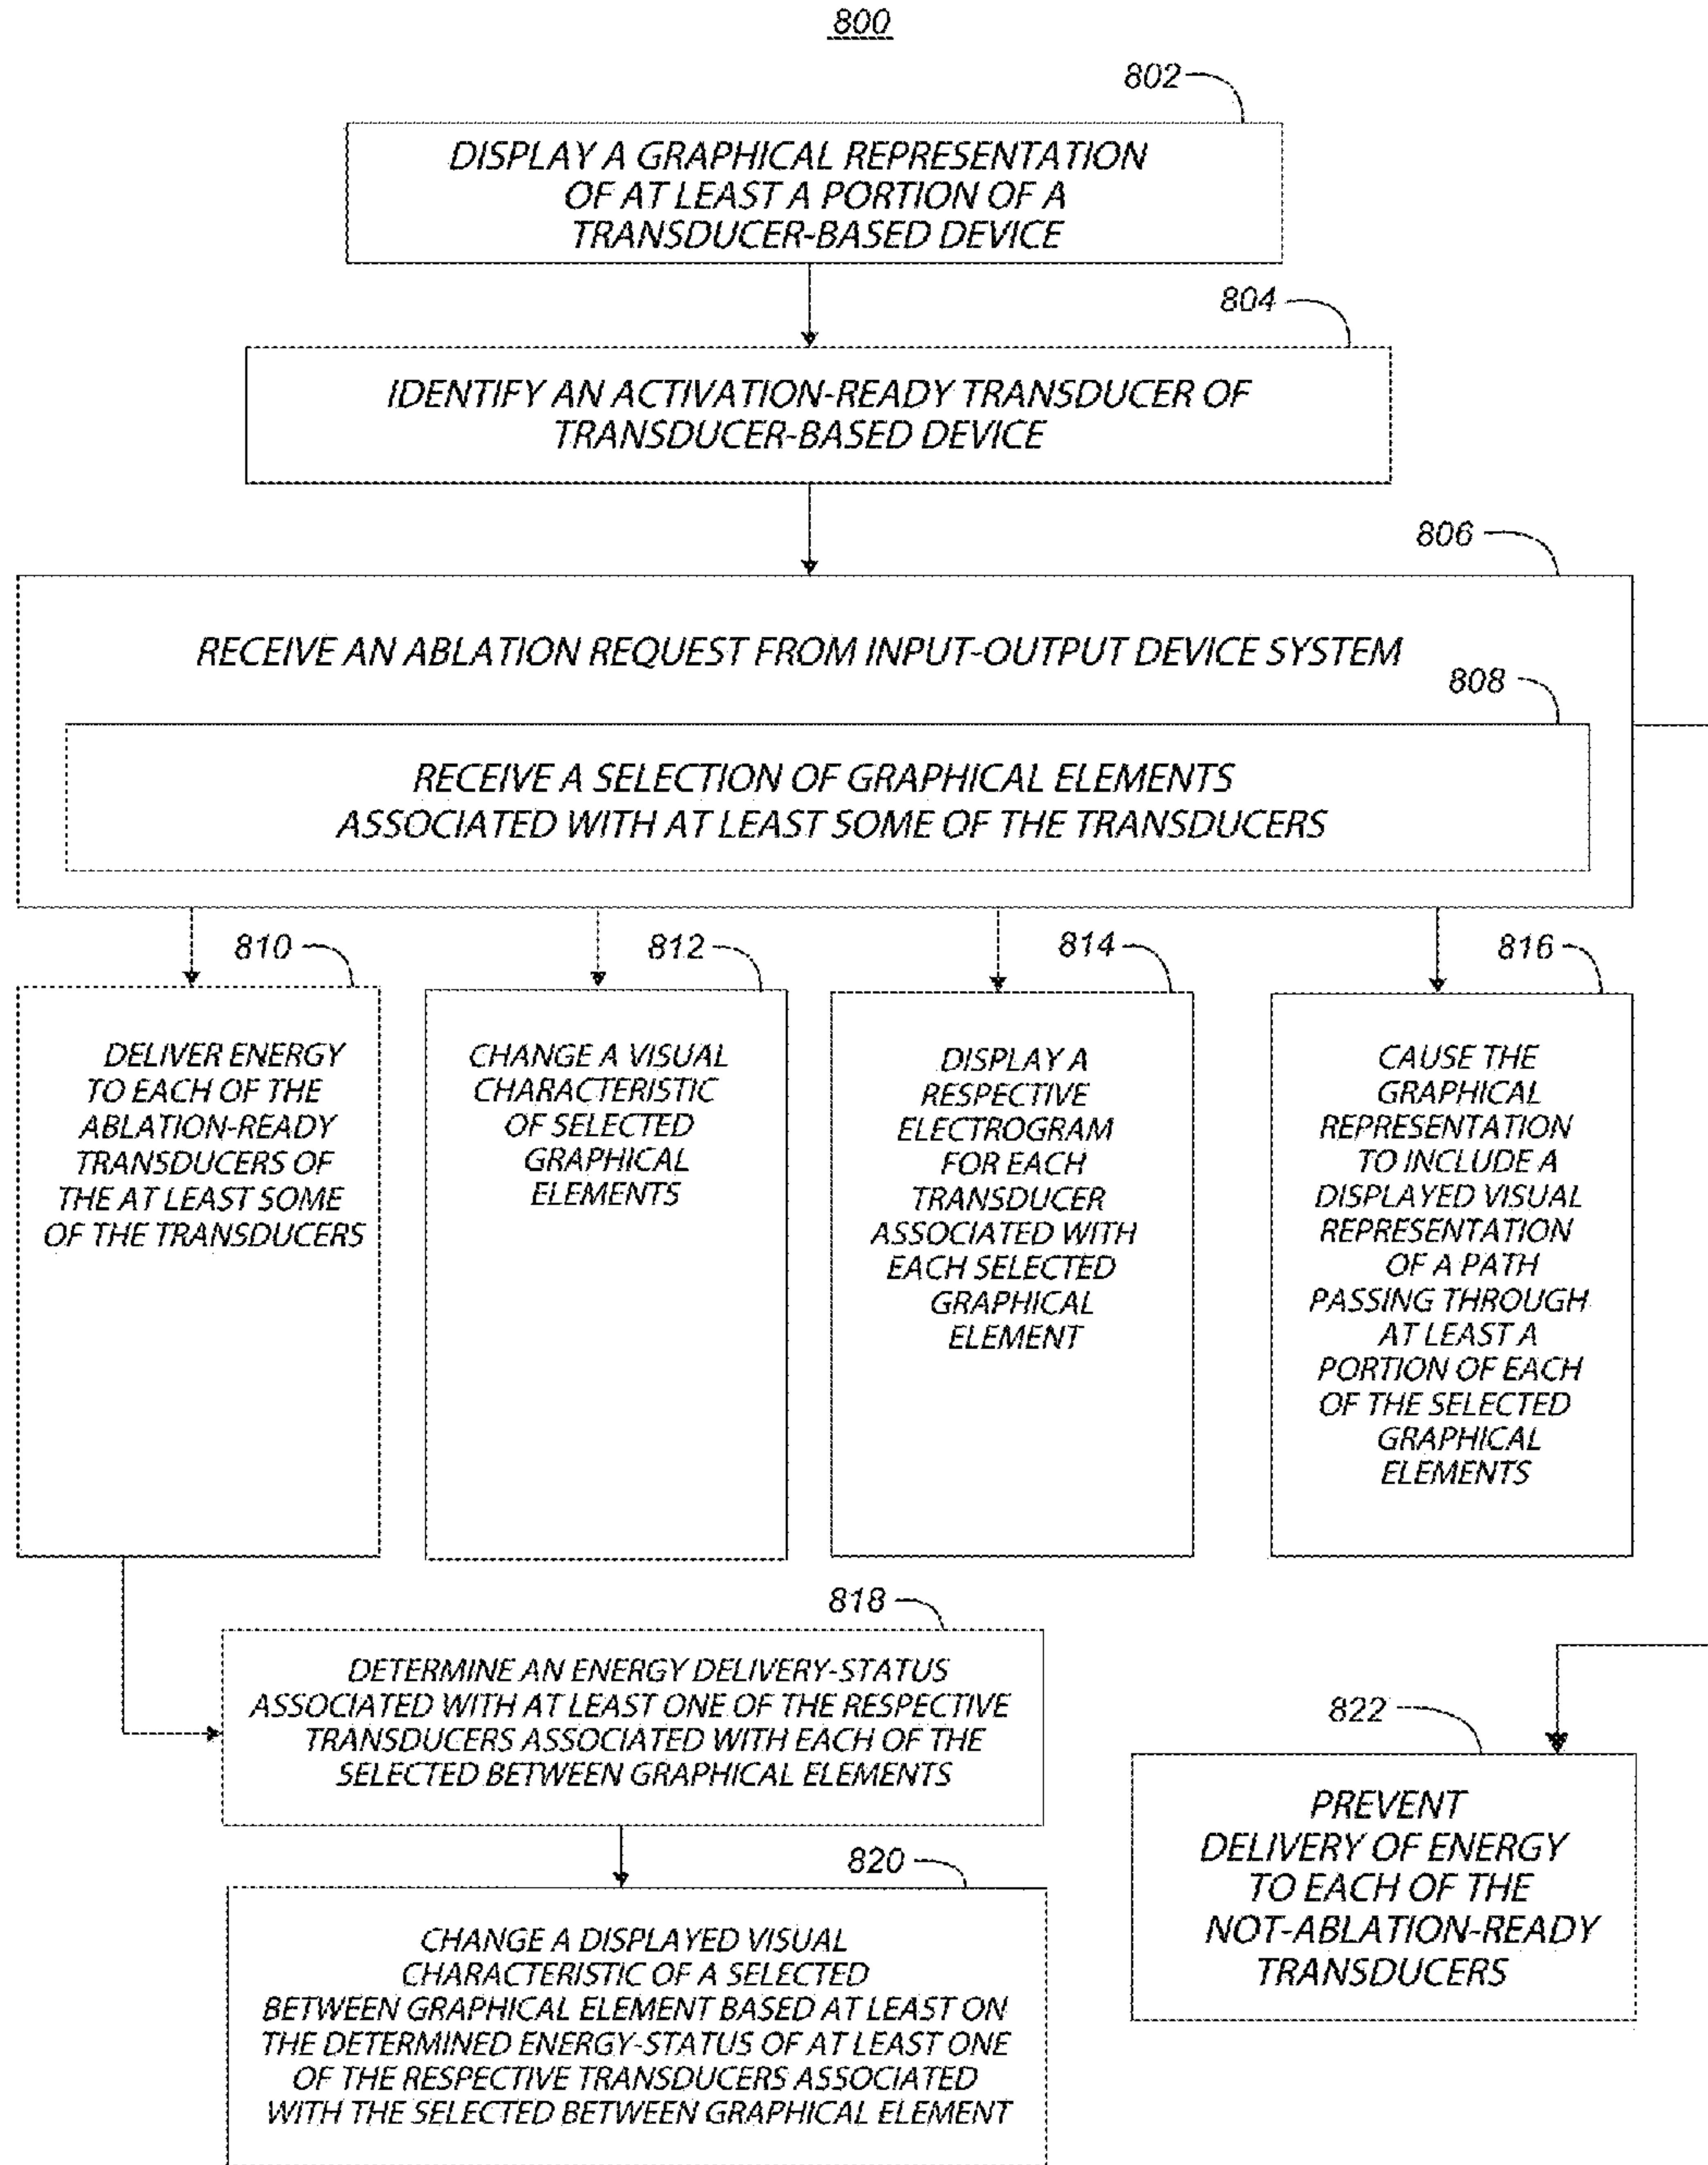 800
802
DISPLAY A GRAPHICAL REPRESENTATION
OF AT LEAST A PORTION OF A
TRANSDUCER-BASED DEVICE
804
IDENTIFY AN ACTIVATION-READY TRANSDUCER OF
TRANSDUCER-BASED DEVICE
806
RECEIVE AN ABLATION REQUEST FROM INPUT-OUTPUT DEVICE SYSTEM
808
RECEIVE A SELECTION OF GRAPHICAL ELEMENTS
ASSOCIATED WITH AT LEAST SOME OF THE TRANSDUCERS
810
DELIVER ENERGY
TO EACH OF THE
ABLATION-READY
TRANSDUCERS OF
THE AT LEAST SOME
OF THE TRANSDUCERS
812
CHANGE A VISUAL
CHARACTERISTIC
OF SELECTED
GRAPHICAL
ELEMENTS
814
DISPLAY A
RESPECTIVE
ELECTROGRAM
FOR EACH
TRANSDUCER
ASSOCIATED WITH
EACH SELECTED
GRAPHICAL
ELEMENT
816
CAUSE THE
GRAPHICAL
REPRESENTATION
TO INCLUDE A
DISPLAYED VISUAL
REPRESENTATION
OF A PATH
PASSING THROUGH
AT LEAST A
PORTION OF EACH
OF THE SELECTED
GRAPHICAL
ELEMENTS
818
DETERMINE AN ENERGY DELIVERY-STATUS
ASSOCIATED WITH AT LEAST ONE OF THE RESPECTIVE
TRANSDUCERS ASSOCIATED WITH EACH OF THE
SELECTED BETWEEN GRAPHICAL ELEMENTS
820
CHANGE A DISPLAYED VISUAL
CHARACTERISTIC OF A SELECTED
BETWEEN GRAPHICAL ELEMENT BASED AT LEAST ON
THE DETERMINED ENERGY-STATUS OF AT LEAST ONE
OF THE RESPECTIVE TRANSDUCERS ASSOCIATED
WITH THE SELECTED BETWEEN GRAPHICAL ELEMENT
822
PREVENT
DELIVERY OF ENERGY
TO EACH OF THE
NOT-ABLATION-READY
TRANSDUCERS